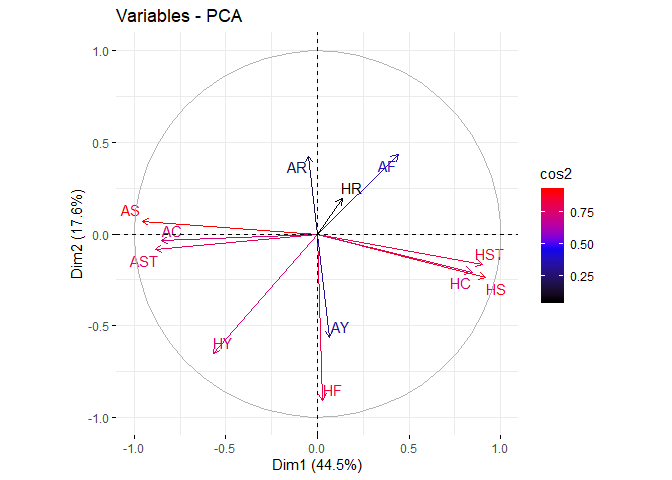 Variables - PCA
1.0
0.5
0.0
-0.5
-1.0
Dim2 (17.6%)
AR
HR
AF
AS
AC
AST
HST
HC
HS
AY
HY
HF
-1.0 -0.5 0.0 0.5 1.0
Dim1 (44.5%)
cos2
0.75
0.50
0.25